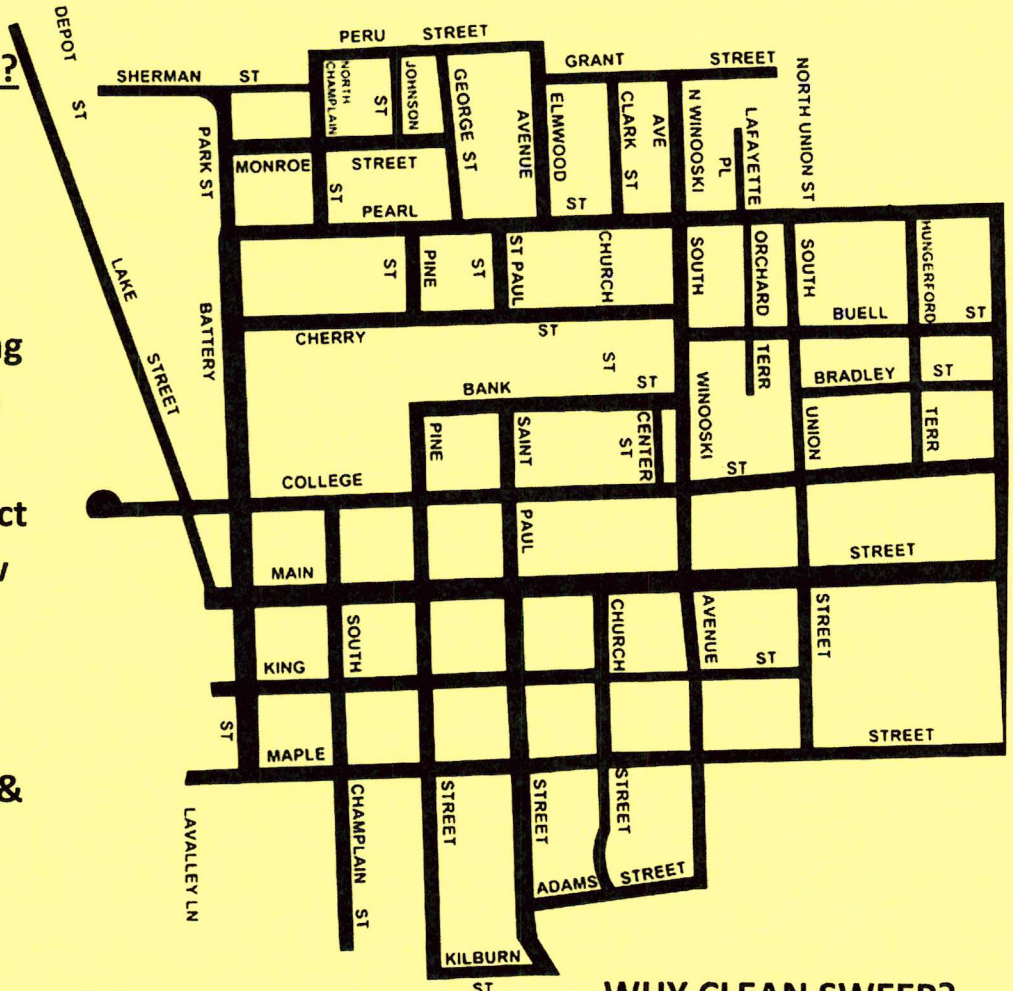 ?
DEPOT ST
PERU STREET
SHERMAN ST
GRANT STREET
NORTH CHAMPLAIN ST
JOHNSON
GEORGE ST
AVENUE
ELMWOOD
CLARK ST
AVE
N WINOOSKI
LAFAYETTE PL
NORTH UNION ST
PARK ST
MONROE STREET
PEARL ST
ST
PINE
ST
ST PAUL
CHURCH
SOUTH
ORCHARD
SOUTH
HUNGERFORD
LAKE STREET
BATTERY
BUELL ST
CHERRY ST
ST
TERR
BRADLEY ST
BANK ST
WINOOSKI
UNION
TERR
PINE
SAINT
CENTER ST
COLLEGE ST
PAUL
ct
MAIN STREET
SOUTH
CHURCH
AVENUE
STREET
KING ST
ST
MAPLE STREET
&
LAVALLEY LN
CHAMPLAIN ST
STREET
STREET
STREET
ADAMS STREET
KILBURN
ST
WHY CLEAN SWEEP?